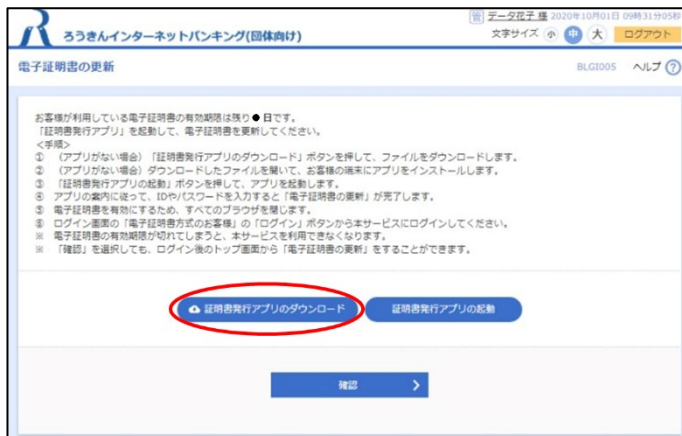 管 データ花子 様 2020年10月01日 09時31分05秒
ろうきんインターネットバンキング(団体向け)
文字サイズ 小 中 大 ログアウト
電子証明書の更新
BLGI005 ヘルプ ?
お客様が利用している電子証明書の有効期限は残り●日です。
「証明書発行アプリ」を起動して、電子証明書を更新してください。
<手順>
① (アプリがない場合)「証明書発行アプリのダウンロード」ボタンを押して、ファイルをダウンロードします。
② (アプリがない場合)ダウンロードしたファイルを開いて、お客様の端末にアプリをインストールします。
③ 「証明書発行アプリの起動」ボタンを押して、アプリを起動します。
④ アプリの案内に従って、IDやパスワードを入力すると「電子証明書の更新」が完了します。
⑤ 電子証明書を有効にするため、すべてのブラウザを閉じます。
⑥ ログイン画面の「電子証明書方式のお客様」の「ログイン」ボタンから本サービスにログインしてください。
※ 電子証明書の有効期限が切れてしまうと、本サービスを利用できなくなります。
※ 「確認」を選択しても、ログイン後のトップ画面から「電子証明書の更新」をすることができます。
証明書発行アプリのダウンロード 証明書発行アプリの起動
確認